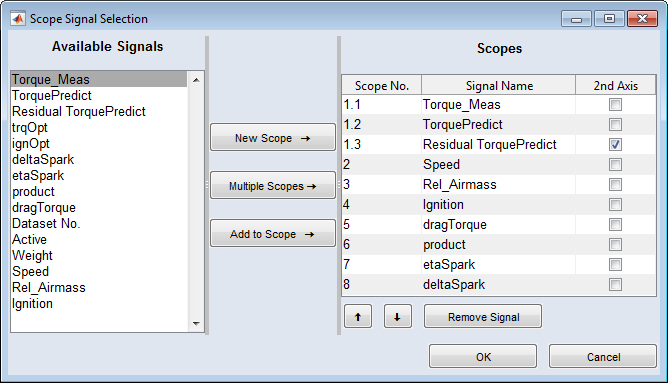 Scope Signal Selection
Available Signals
Torque_Meas
TorquePredict
Residual TorquePredict
trqOpt
ignOpt
deltaSpark
etaSpark
product
dragTorque
Dataset No.
Active
Weight
Speed
Rel_Airmass
Ignition
New Scope →
Multiple Scopes →
Add to Scope →
Scopes
Scope No. Signal Name 2nd Axis
1.1 Torque_Meas
1.2 TorquePredict
1.3 Residual TorquePredict
2 Speed
3 Rel_Airmass
4 Ignition
5 dragTorque
6 product
7 etaSpark
8 deltaSpark
Remove Signal
OK Cancel